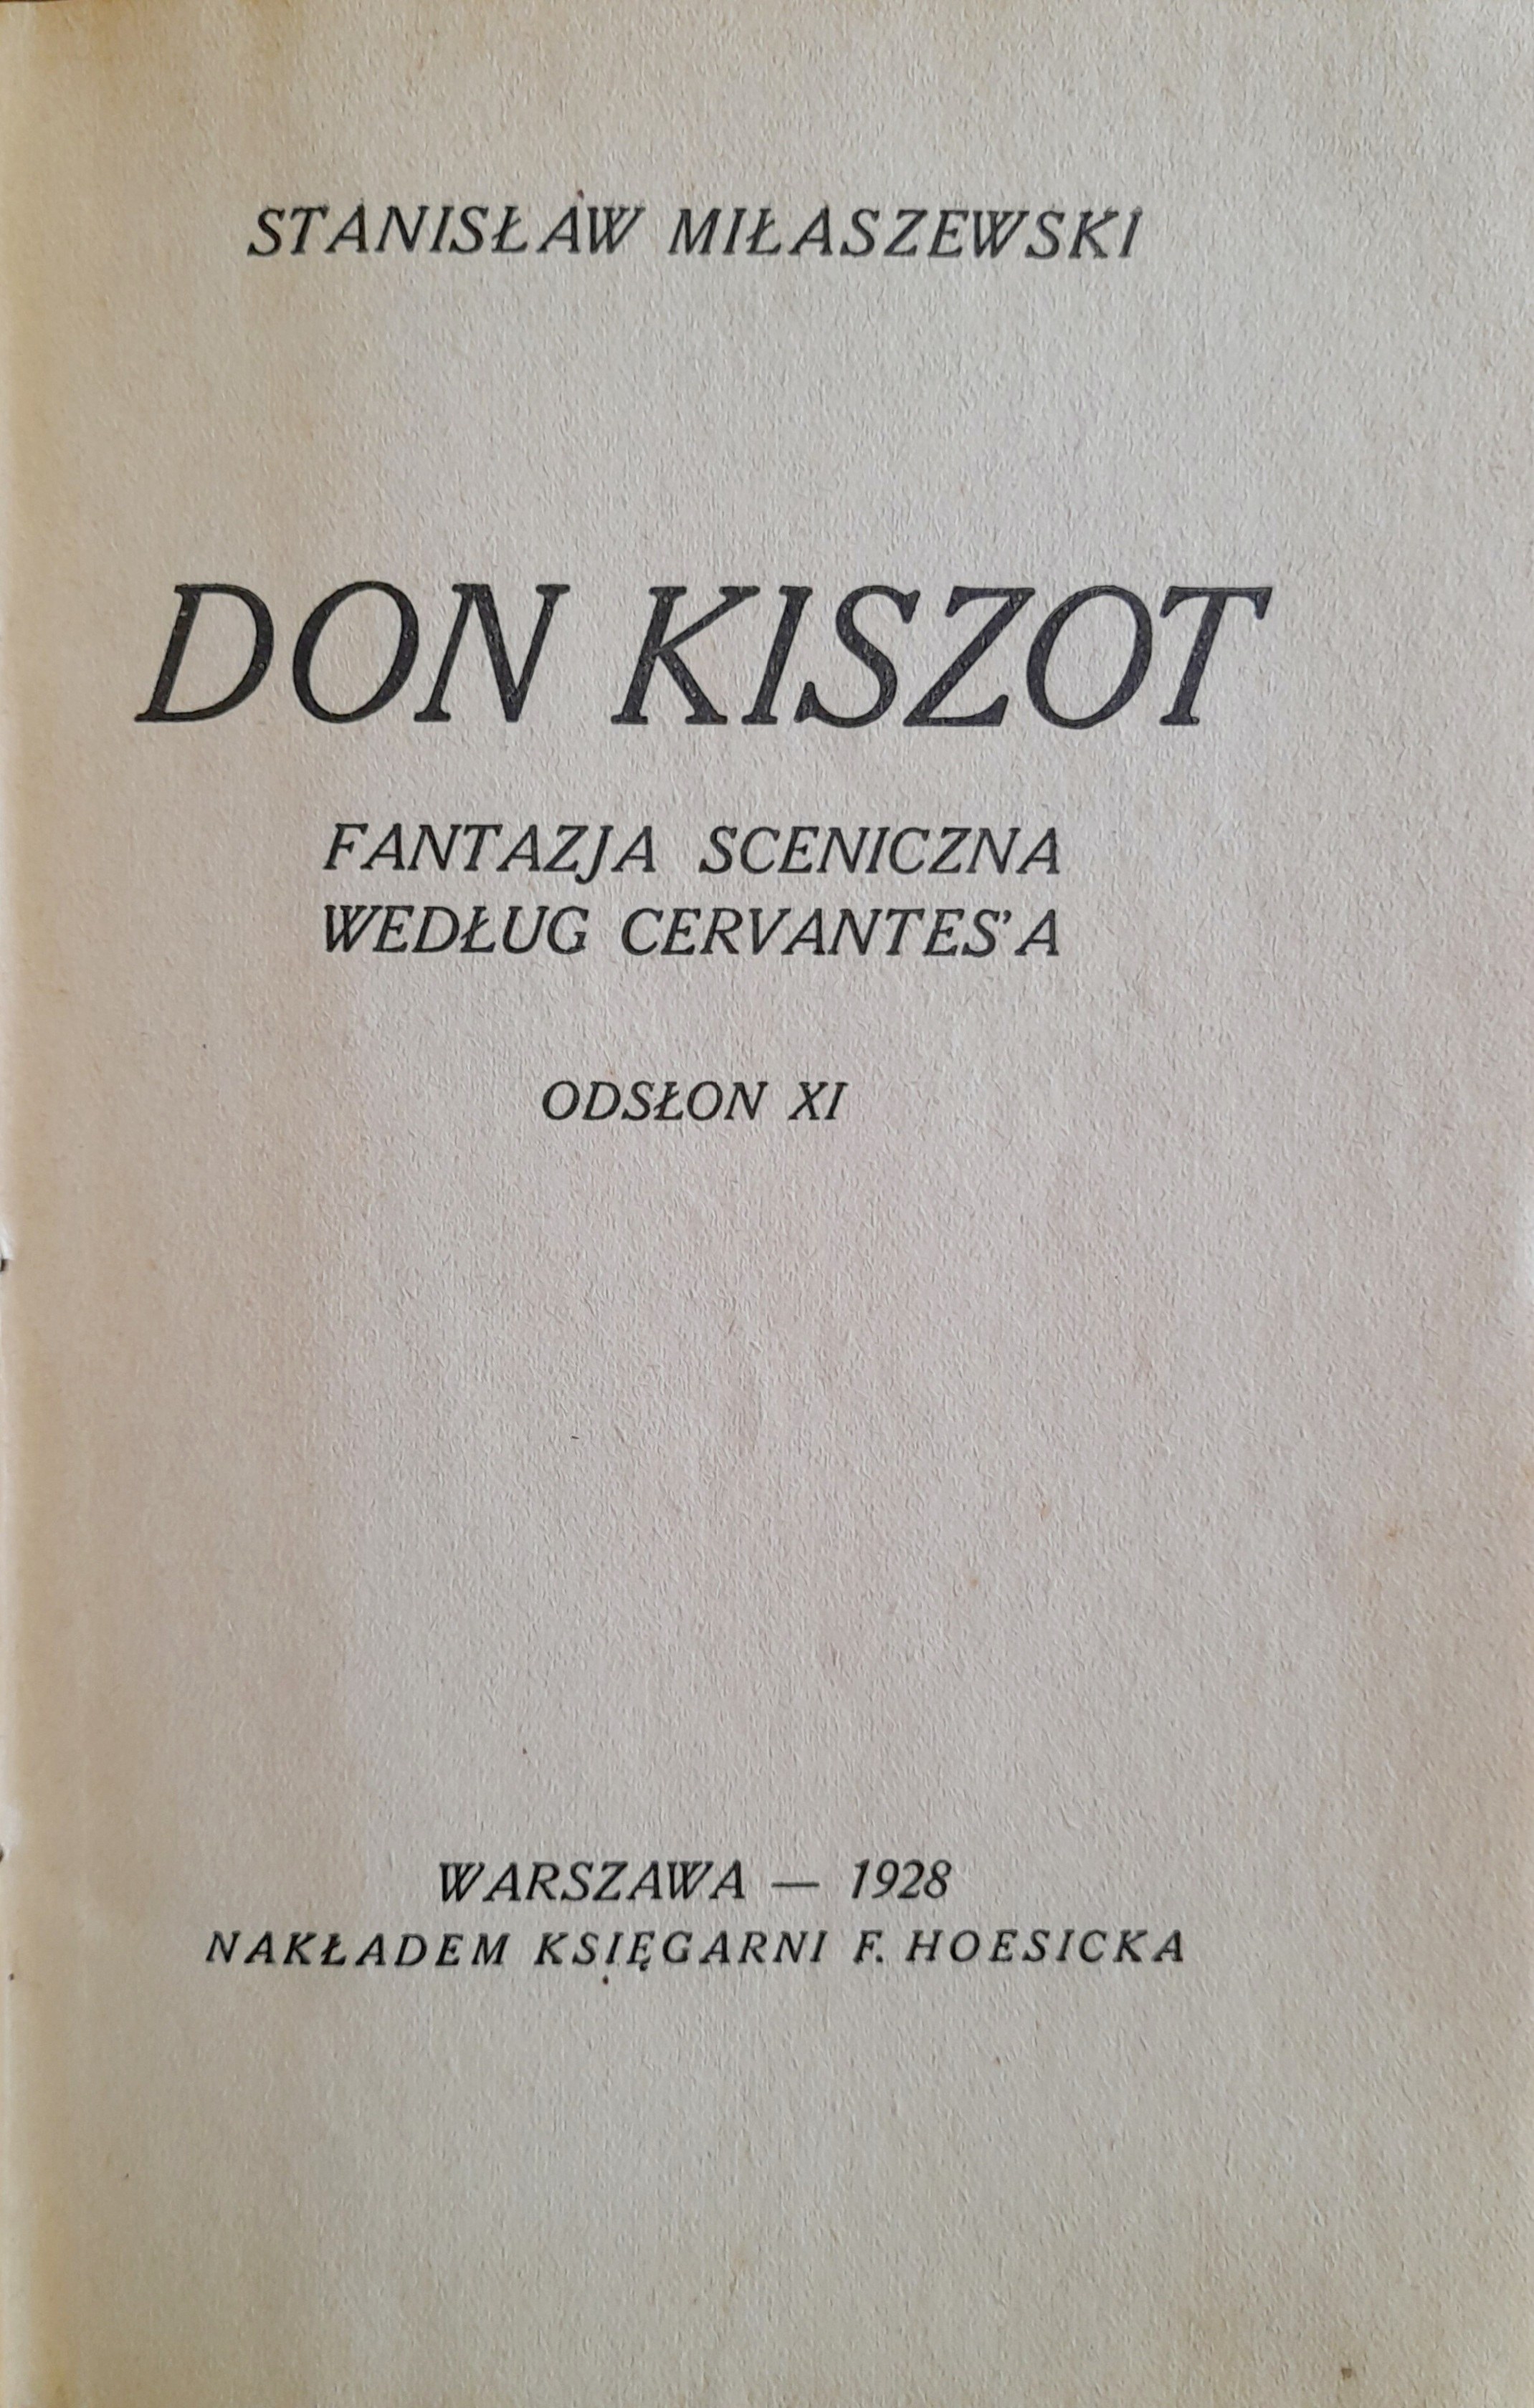 STANISŁAW MIŁASZEWSKI
DON KISZOT
FANTAZJA SCENICZNA
WEDŁUG CERVANTES'A
ODSŁON XI
WARSZAWA — 1928
NAKŁADEM KSIĘGARNI F. HOESICKA